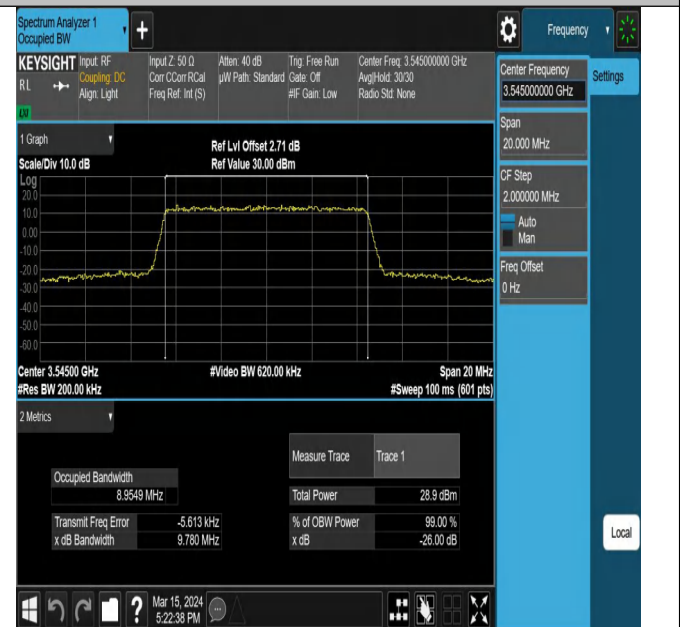 Spectrum Analyzer 1
Occupied BW
Frequency
KEYSIGHT
R L
Input: RF
Coupling: DC
Align: Light
Input Z: 50 Ω
Corr CCorr RCal
Freq Ref: Int (S)
Atten: 40 dB
µW Path: Standard
Trig: Free Run
Gate: Off
#IF Gain: Low
Center Freq: 3.545000000 GHz
Avg|Hold: 30/30
Radio Std: None
Center Frequency
3.545000000 GHz
Settings
Span
20.000 MHz
CF Step
2.000000 MHz
Auto
Man
Freq Offset
0 Hz
Local
1 Graph
Scale/Div 10.0 dB
Ref Lvl Offset 2.71 dB
Ref Value 30.00 dBm
Log
20.0
10.0
0.00
-10.0
-20.0
-30.0
-40.0
-50.0
-60.0
Center 3.54500 GHz
#Res BW 200.00 kHz
#Video BW 620.00 kHz
Span 20 MHz
#Sweep 100 ms (601 pts)
2 Metrics
Measure Trace Trace 1
Occupied Bandwidth
8.9549 MHz
Total Power 28.9 dBm
Transmit Freq Error -5.613 kHz
% of OBW Power 99.00 %
x dB Bandwidth 9.780 MHz
x dB -26.00 dB
Mar 15, 2024
5:22:38 PM